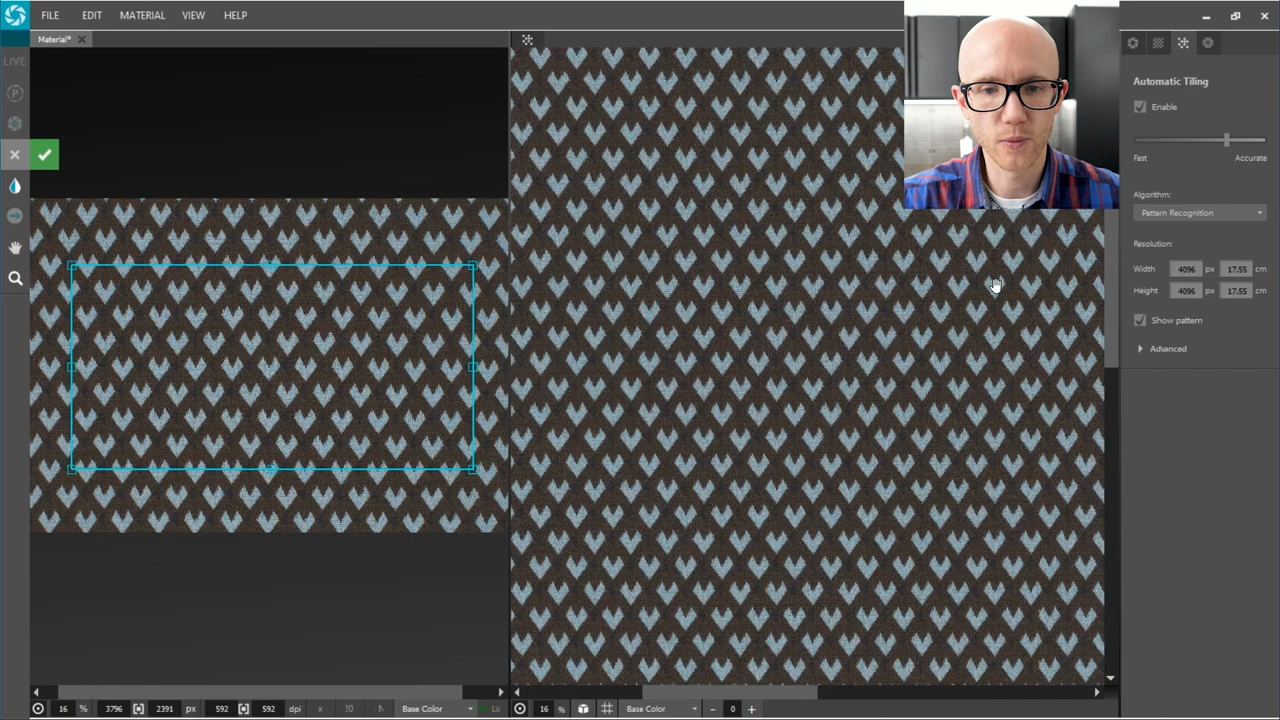 FILE EDIT MATERIAL VIEW HELP
Material*
LIVE
P
Automatic Tiling
Enable
Fast Accurate
Algorithm:
Pattern Recognition
Resolution:
Width 4096 px 17.55 cm
Height 4096 px 17.55 cm
Show pattern
Advanced
16 % 3796 2391 px 592 592 dpi Base Color
16 % Base Color − 0 +